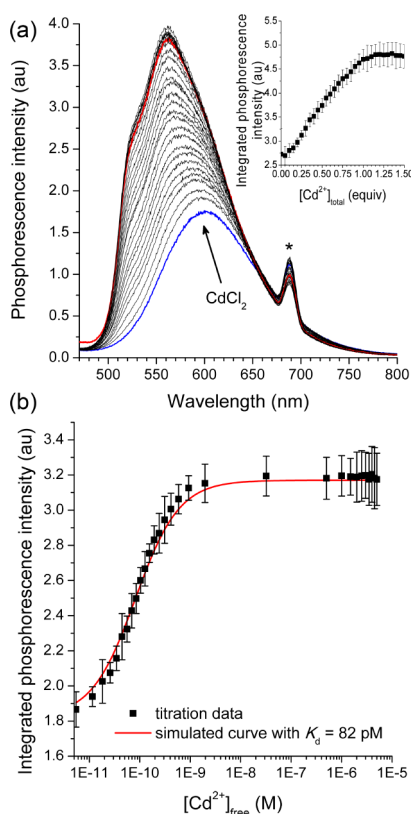 (a)
Phosphorescence intensity (au)
4.0
3.5
3.0
2.5
2.0
1.5
1.0
0.5
0.0
500
550
600
650
700
750
800
Wavelength (nm)
CdCl₂
*
Integrated phosphorescence
intensity (au)
5.5
5.0
4.5
4.0
3.5
3.0
2.5
0.00
0.25
0.50
0.75
1.00
1.25
1.50
[Cd²⁺]total (equiv)
(b)
Integrated phosphorescence intensity (au)
3.4
3.2
3.0
2.8
2.6
2.4
2.2
2.0
1.8
1.6
titration data
simulated curve with Kd = 82 pM
1E-11
1E-10
1E-9
1E-8
1E-7
1E-6
1E-5
[Cd²⁺]free (M)